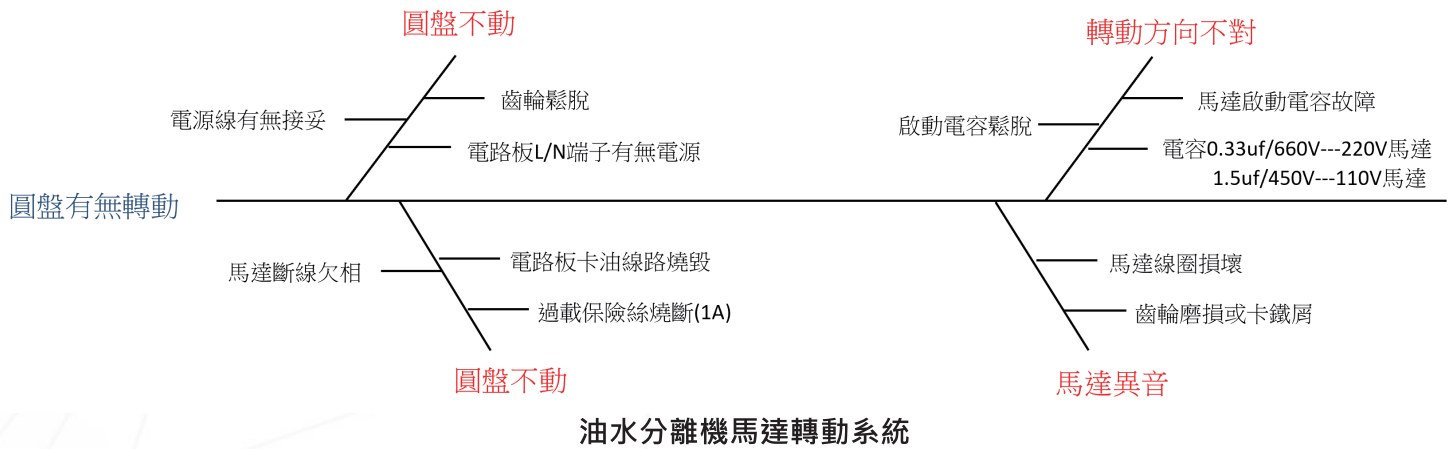 圓盤不動
轉動方向不對
齒輪鬆脫
馬達啟動電容故障
電源線有無接妥
啟動電容鬆脫
電路板L/N端子有無電源
電容0.33uf/660V---220V馬達
1.5uf/450V---110V馬達
圓盤有無轉動
馬達斷線欠相
電路板卡油線路燒毀
馬達線圈損壞
過載保險絲燒斷(1A)
齒輪磨損或卡鐵屑
圓盤不動
馬達異音
油水分離機馬達轉動系統